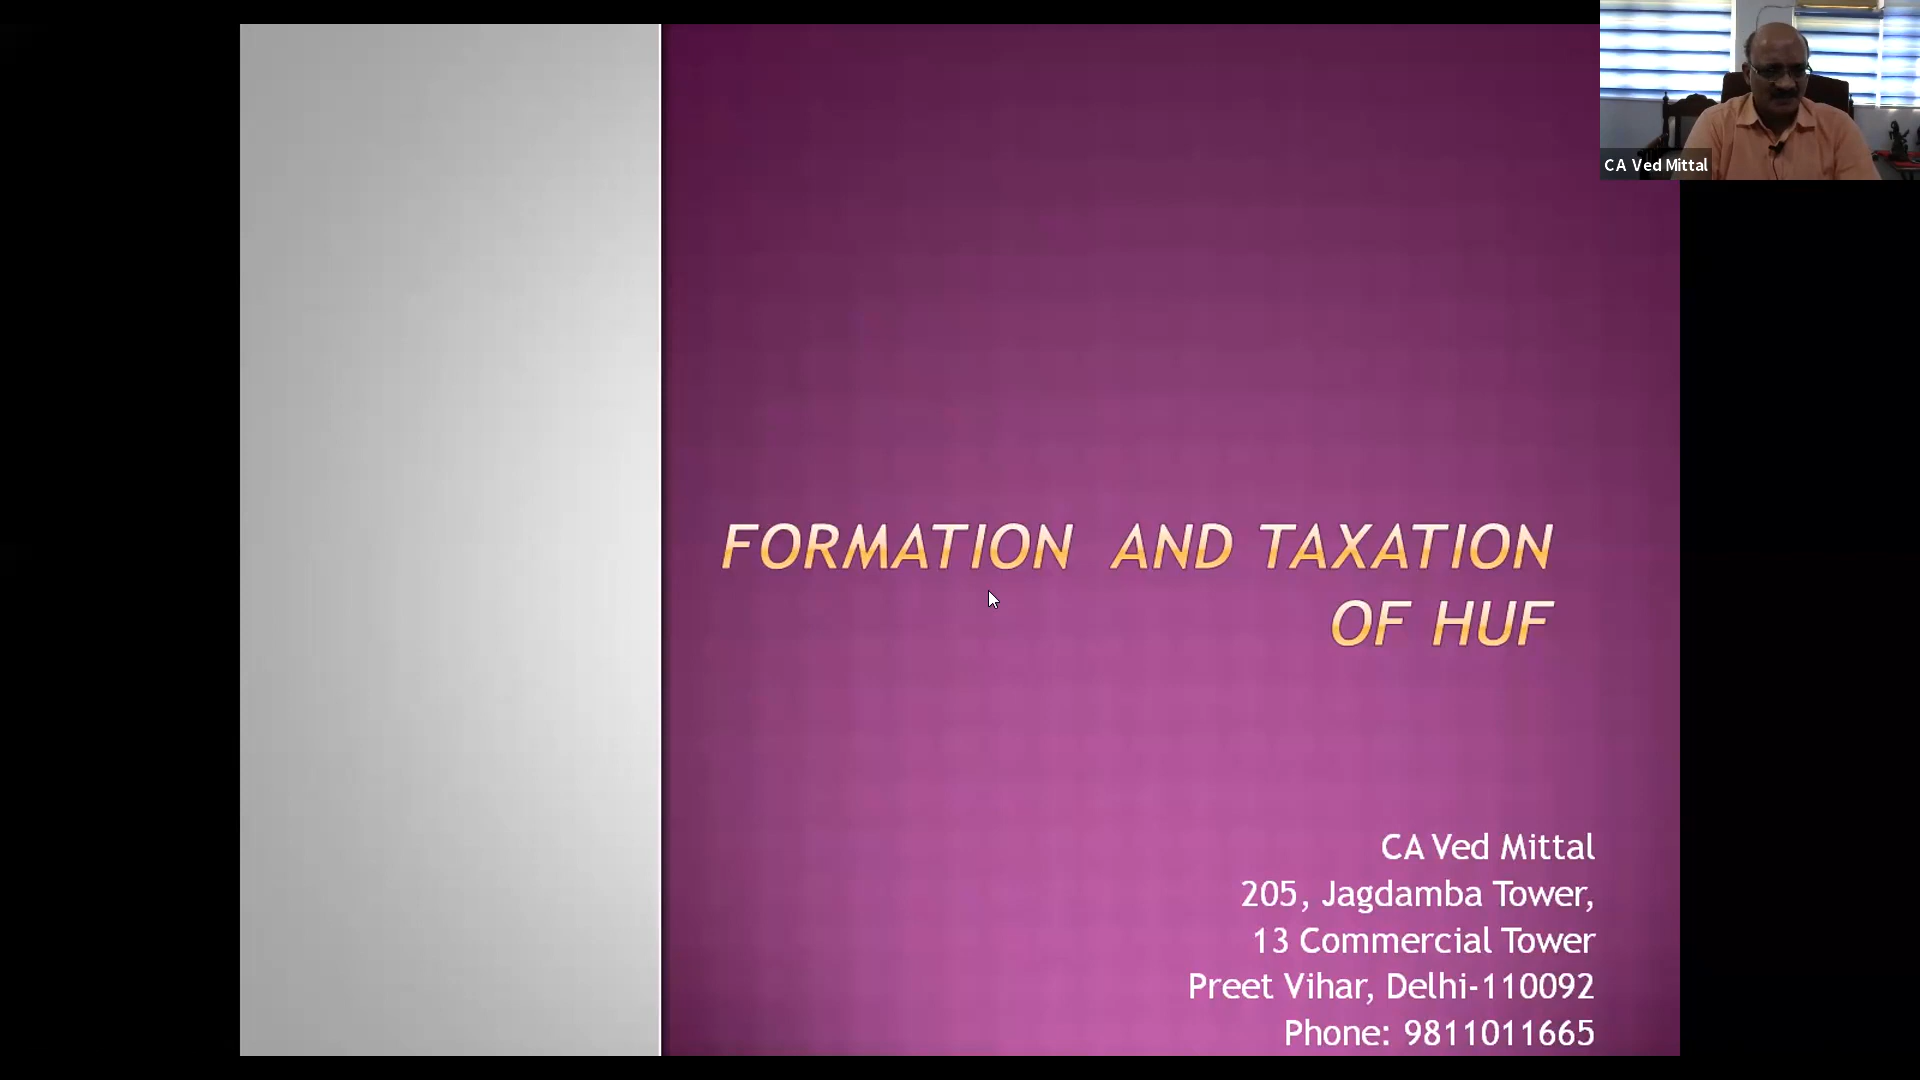 CA Ved Mittal
FORMATION AND TAXATION
OF HUF
CA Ved Mittal
205, Jagdamba Tower,
13 Commercial Tower
Preet Vihar, Delhi-110092
Phone: 9811011665